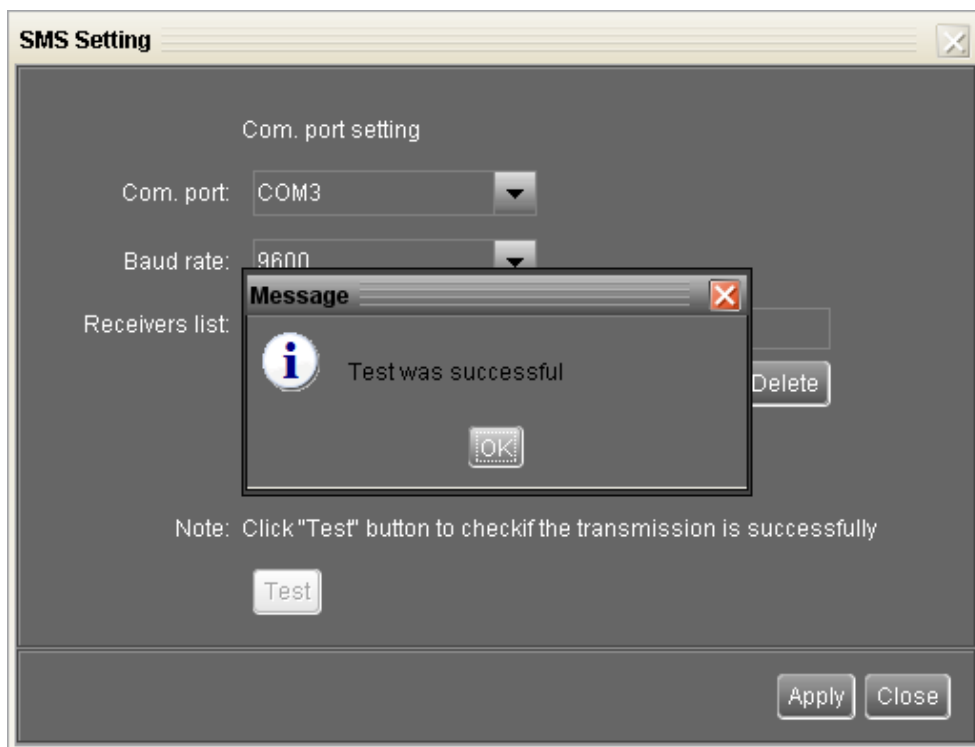 SMS Setting
Com. port setting
Com. port: COM3
Baud rate: 9600
Message
Receivers list:
Test was successful
Delete
OK
Note: Click "Test" button to checkif the transmission is successfully
Test
Apply Close